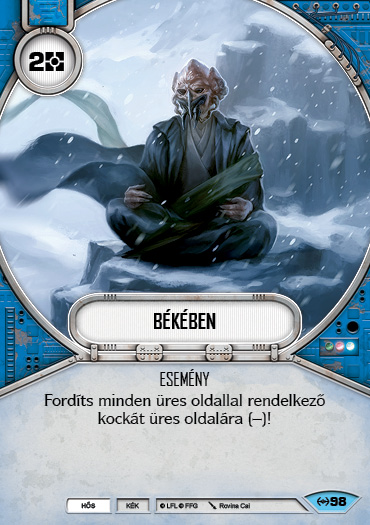 2
BÉKÉBEN
ESEMÉNY
Fordíts minden üres oldallal rendelkező
kockát üres oldalára (–)!
HŐS KÉK © LFL © FFG Rovina Cai 98